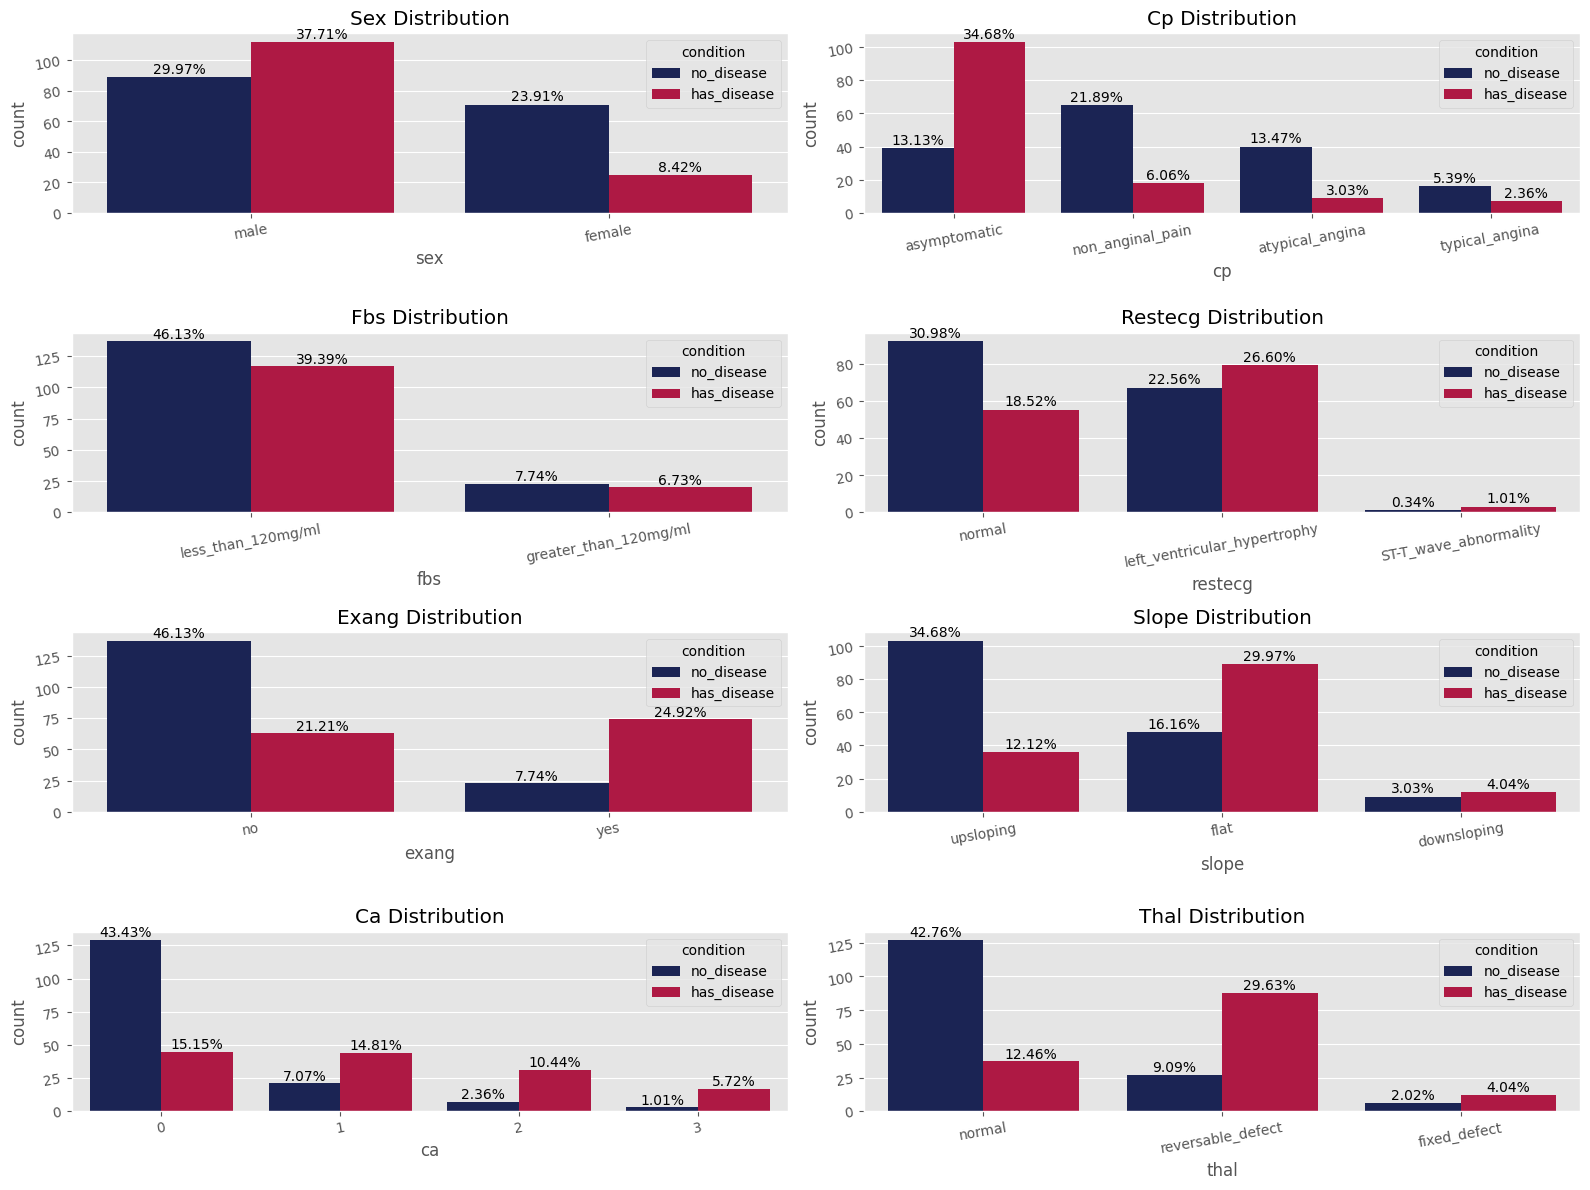 Sex Distribution
37.71%
29.97%
23.91%
8.42%
condition
no_disease
has_disease
count
100
80
60
40
20
0
male
female
sex
Cp Distribution
34.68%
21.89%
13.13%
13.47%
6.06%
3.03%
5.39%
2.36%
condition
no_disease
has_disease
count
100
80
60
40
20
0
asymptomatic
non_anginal_pain
atypical_angina
typical_angina
cp
Fbs Distribution
46.13%
39.39%
7.74%
6.73%
condition
no_disease
has_disease
count
125
100
75
50
25
0
less_than_120mg/ml
greater_than_120mg/ml
fbs
Restecg Distribution
30.98%
18.52%
22.56%
26.60%
0.34%
1.01%
condition
no_disease
has_disease
count
80
60
40
20
0
normal
left_ventricular_hypertrophy
ST-T_wave_abnormality
restecg
Exang Distribution
46.13%
21.21%
7.74%
24.92%
condition
no_disease
has_disease
count
125
100
75
50
25
0
no
yes
exang
Slope Distribution
34.68%
12.12%
16.16%
29.97%
3.03%
4.04%
condition
no_disease
has_disease
count
100
80
60
40
20
0
upsloping
flat
downsloping
slope
Ca Distribution
43.43%
15.15%
7.07%
14.81%
2.36%
10.44%
1.01%
5.72%
condition
no_disease
has_disease
count
125
100
75
50
25
0
0
1
2
3
ca
Thal Distribution
42.76%
12.46%
9.09%
29.63%
2.02%
4.04%
condition
no_disease
has_disease
count
125
100
75
50
25
0
normal
reversable_defect
fixed_defect
thal